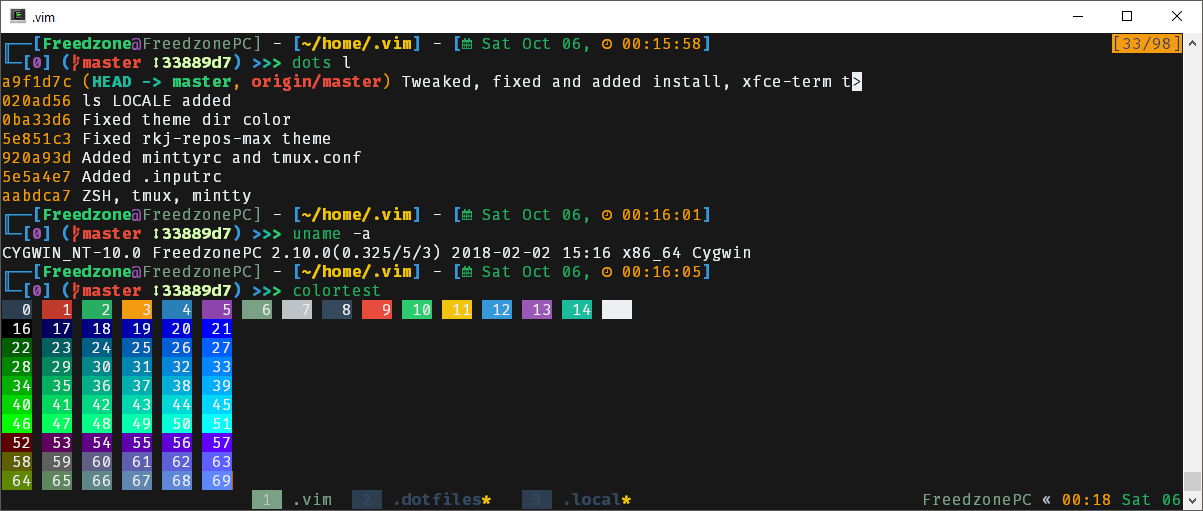 .vim
[Freedzone@FreedzonePC] - [~/home/.vim] - [Sat Oct 06, 00:15:58] [33/98]
[0] (master ↕33889d7) >>> dots l
a9f1d7c (HEAD -> master, origin/master) Tweaked, fixed and added install, xfce-term t>
020ad56 ls LOCALE added
0ba33d6 Fixed theme dir color
5e851c3 Fixed rkj-repos-max theme
920a93d Added minttyrc and tmux.conf
5e5a4e7 Added .inputrc
aabdca7 ZSH, tmux, mintty
[Freedzone@FreedzonePC] - [~/home/.vim] - [Sat Oct 06, 00:16:01]
[0] (master ↕33889d7) >>> uname -a
CYGWIN_NT-10.0 FreedzonePC 2.10.0(0.325/5/3) 2018-02-02 15:16 x86_64 Cygwin
[Freedzone@FreedzonePC] - [~/home/.vim] - [Sat Oct 06, 00:16:05]
[0] (master ↕33889d7) >>> colortest
0 1 2 3 4 5 6 7 8 9 10 11 12 13 14
16 17 18 19 20 21
22 23 24 25 26 27
28 29 30 31 32 33
34 35 36 37 38 39
40 41 42 43 44 45
46 47 48 49 50 51
52 53 54 55 56 57
58 59 60 61 62 63
64 65 66 67 68 69
1 .vim 2 .dotfiles* 3 .local* FreedzonePC « 00:18 Sat 06